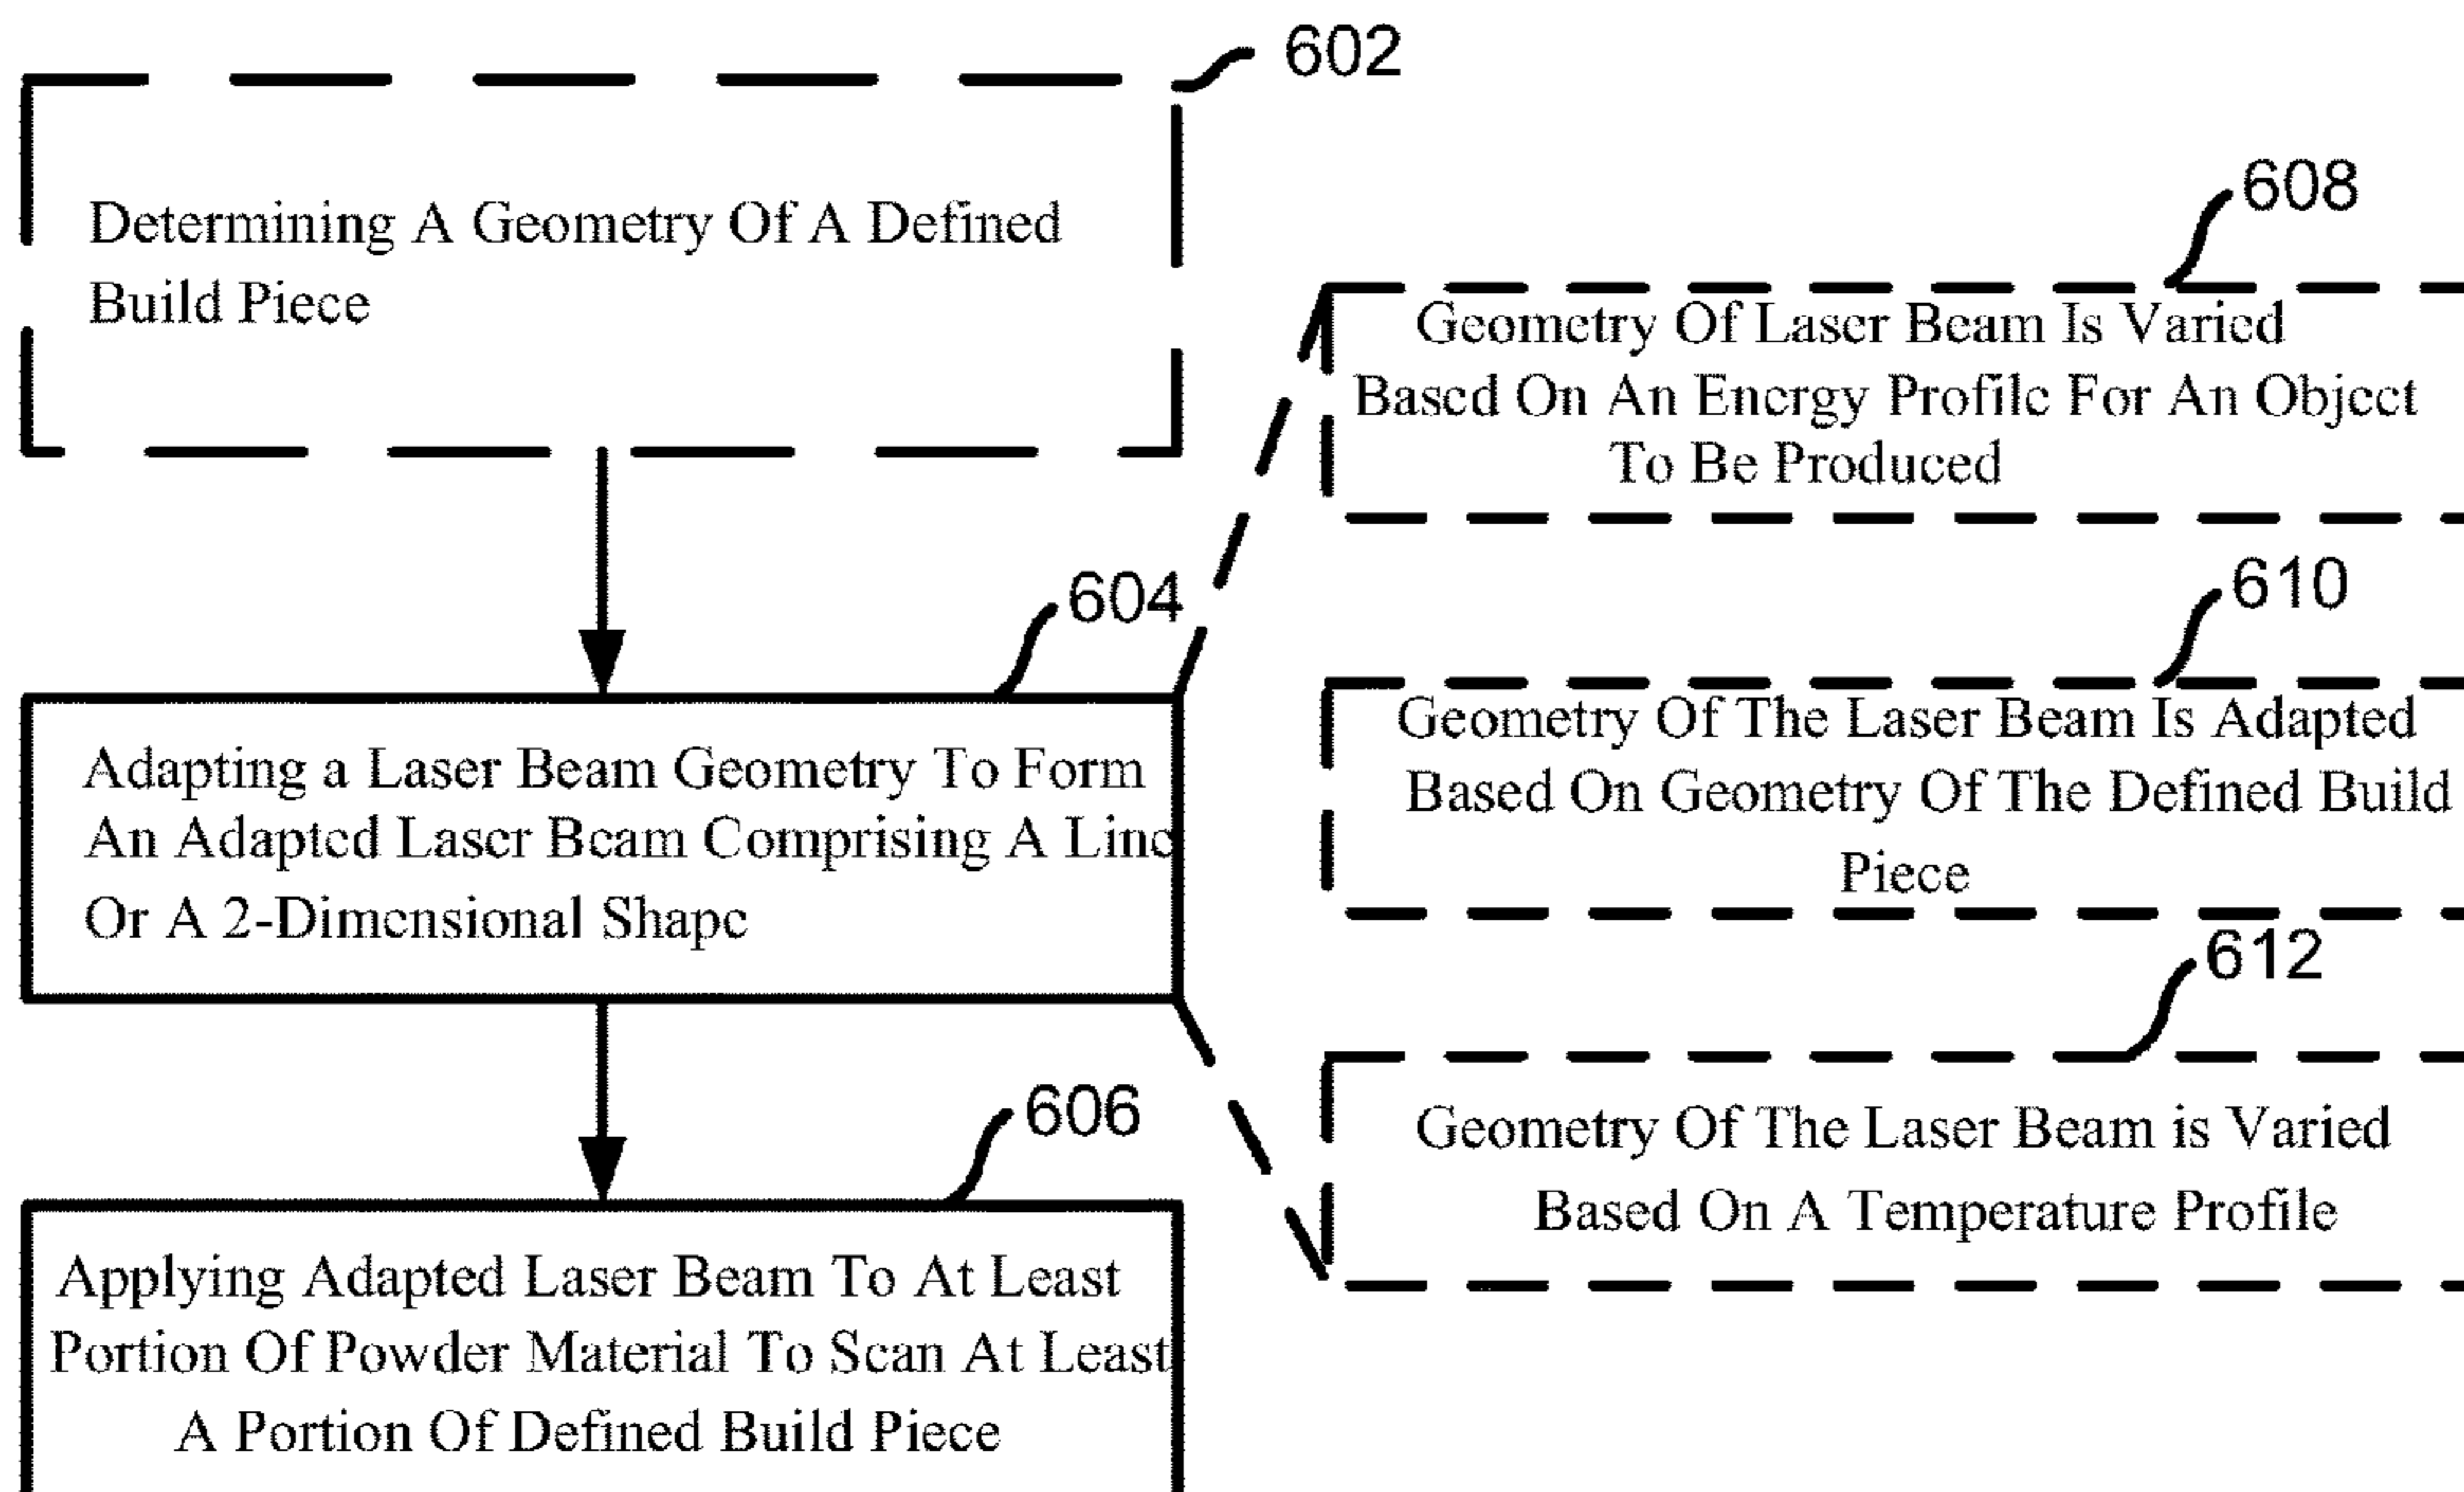 602
Determining A Geometry Of A Defined
Build Piece
604
Adapting a Laser Beam Geometry To Form
An Adapted Laser Beam Comprising A Line
Or A 2-Dimensional Shape
606
Applying Adapted Laser Beam To At Least
Portion Of Powder Material To Scan At Least
A Portion Of Defined Build Piece
608
Geometry Of Laser Beam Is Varied
Based On An Energy Profile For An Object
To Be Produced
610
Geometry Of The Laser Beam Is Adapted
Based On Geometry Of The Defined Build
Piece
612
Geometry Of The Laser Beam is Varied
Based On A Temperature Profile